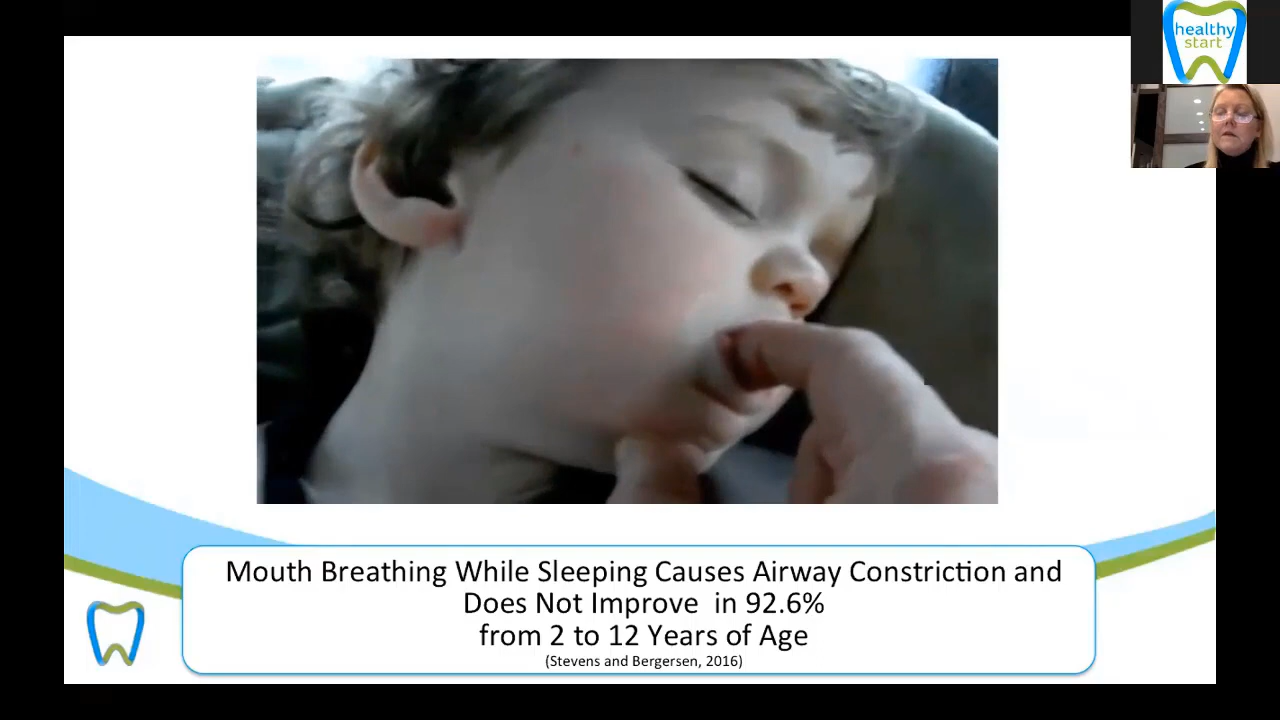 healthy
start
Mouth Breathing While Sleeping Causes Airway Constriction and
Does Not Improve in 92.6%
from 2 to 12 Years of Age
(Stevens and Bergersen, 2016)